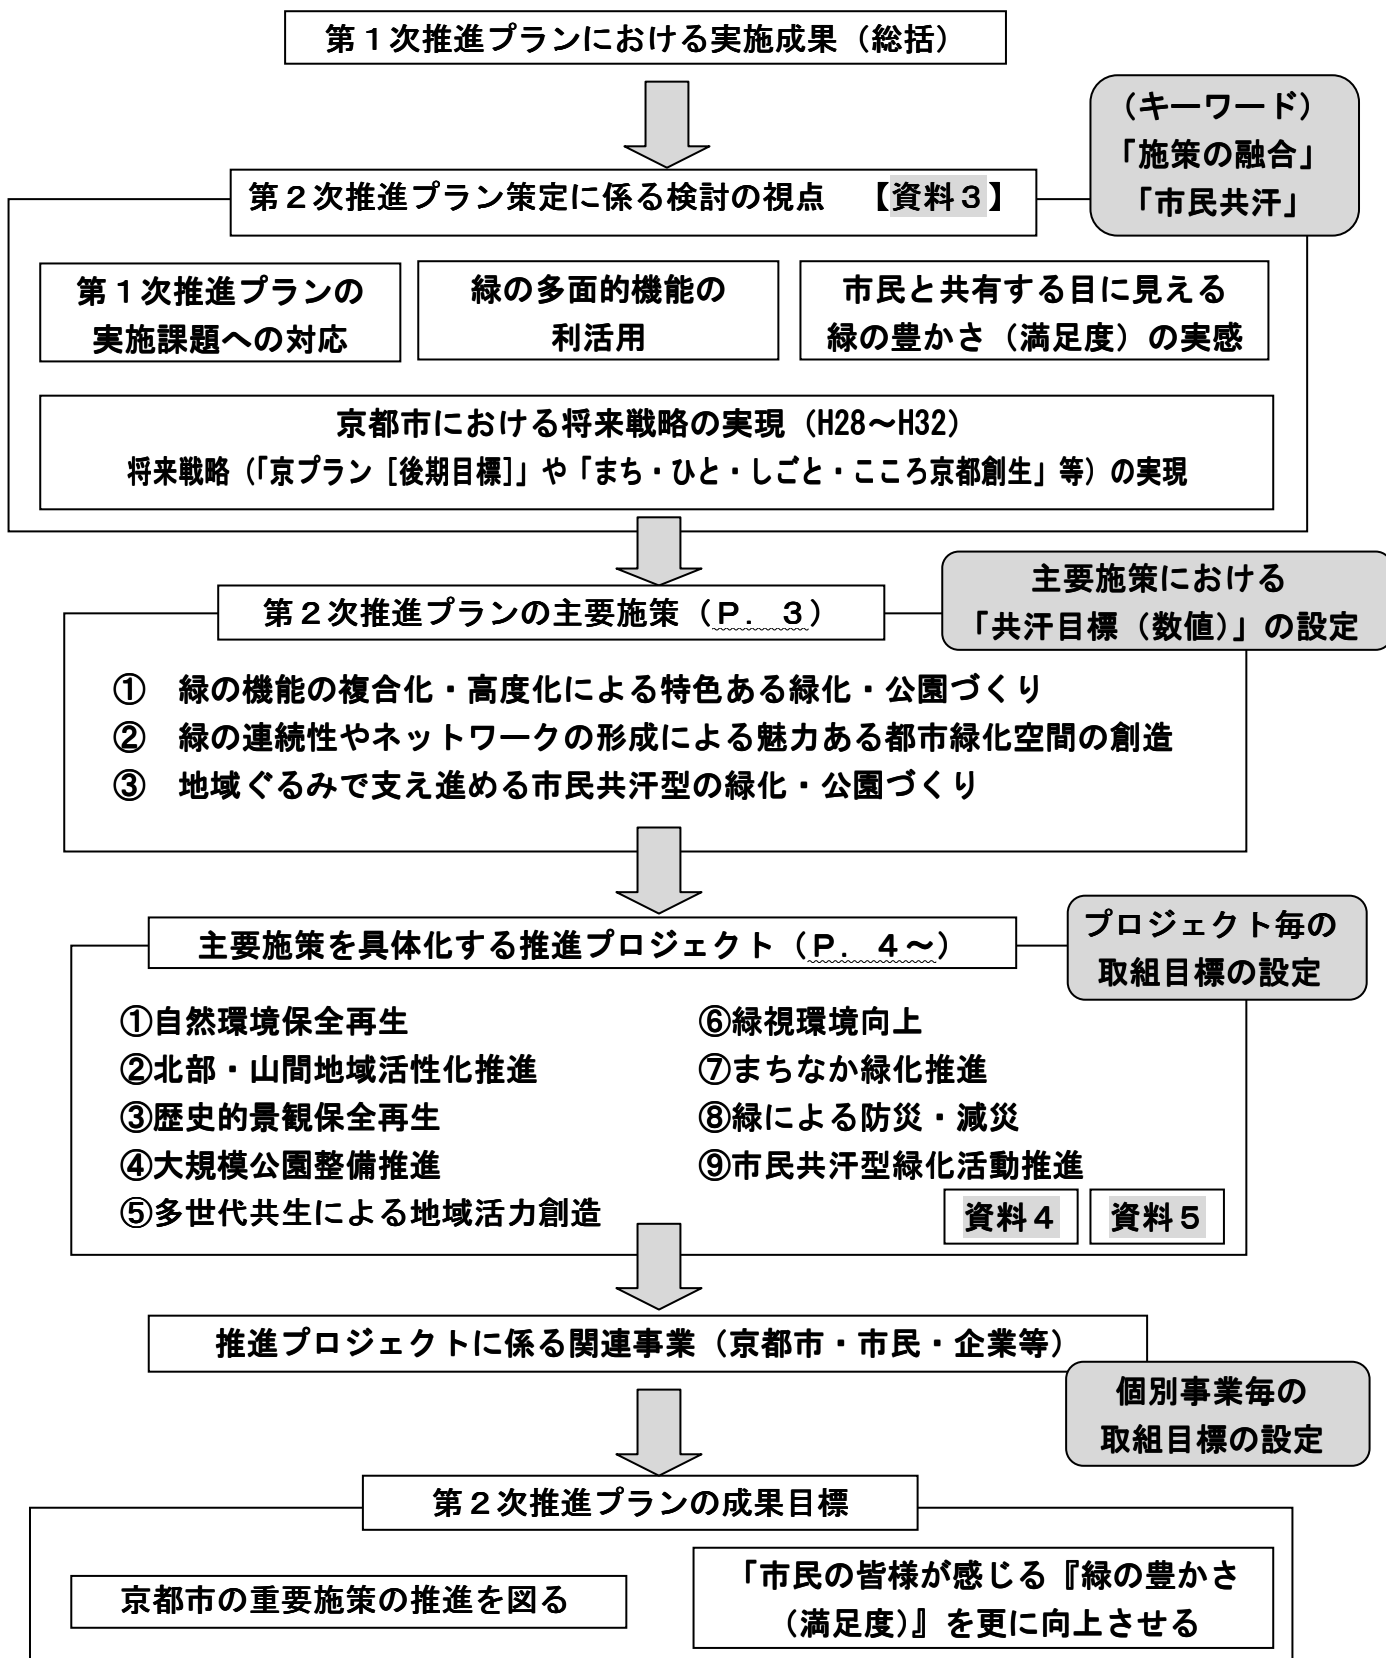 第１次推進プランにおける実施成果（総括）
（キーワード）
「施策の融合」
「市民共汗」
第２次推進プラン策定に係る検討の視点　【資料３】
第１次推進プランの
実施課題への対応
緑の多面的機能の
利活用
市民と共有する目に見える
緑の豊かさ（満足度）の実感
京都市における将来戦略の実現（H28～H32）
将来戦略（「京プラン［後期目標］」や「まち・ひと・しごと・こころ京都創生」等）の実現
主要施策における
「共汗目標（数値）」の設定
第２次推進プランの主要施策（Ｐ．３）
①　緑の機能の複合化・高度化による特色ある緑化・公園づくり
②　緑の連続性やネットワークの形成による魅力ある都市緑化空間の創造
③　地域ぐるみで支え進める市民共汗型の緑化・公園づくり
プロジェクト毎の
取組目標の設定
主要施策を具体化する推進プロジェクト（Ｐ．４～）
①自然環境保全再生
②北部・山間地域活性化推進
③歴史的景観保全再生
④大規模公園整備推進
⑤多世代共生による地域活力創造
⑥緑視環境向上
⑦まちなか緑化推進
⑧緑による防災・減災
⑨市民共汗型緑化活動推進
資料４
資料５
推進プロジェクトに係る関連事業（京都市・市民・企業等）
個別事業毎の
取組目標の設定
第２次推進プランの成果目標
京都市の重要施策の推進を図る
「市民の皆様が感じる『緑の豊かさ
（満足度）』を更に向上させる